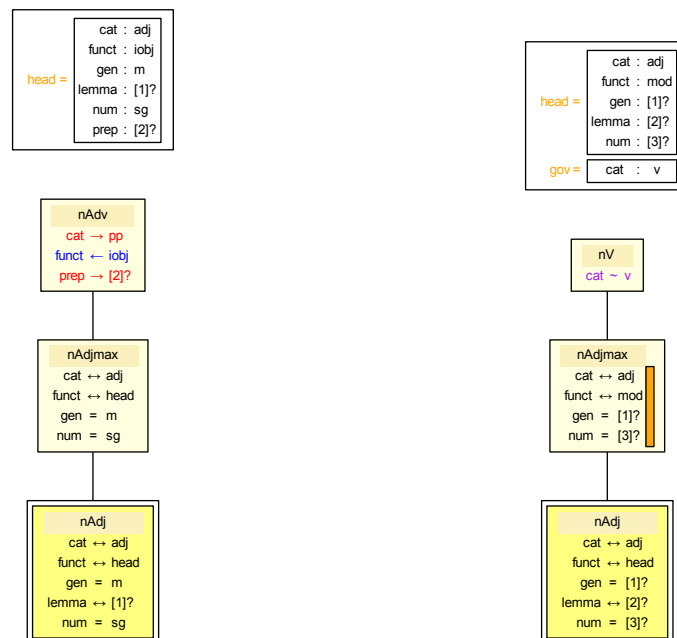 cat : adj
funct : iobj
gen : m
head =
lemma : [1]?
num : sg
prep : [2]?
nAdv
cat → pp
funct ← iobj
prep → [2]?
nAdjmax
cat ↔ adj
funct ↔ head
gen = m
num = sg
nAdj
cat ↔ adj
funct ↔ head
gen = m
lemma ↔ [1]?
num = sg
cat : adj
funct : mod
head =
gen : [1]?
lemma : [2]?
num : [3]?
gov =
cat : v
nV
cat ~ v
nAdjmax
cat ↔ adj
funct ↔ mod
gen = [1]?
num = [3]?
nAdj
cat ↔ adj
funct ↔ head
gen = [1]?
lemma ↔ [2]?
num = [3]?